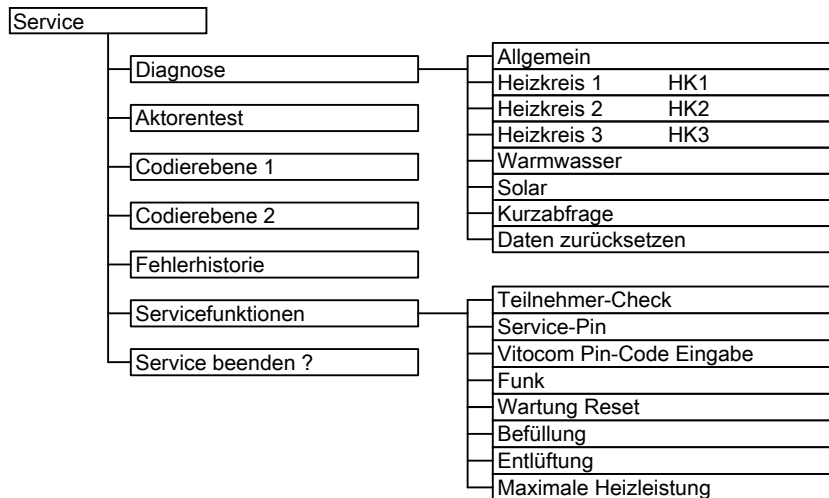 Service
Diagnose
Allgemein
Heizkreis 1 HK1
Heizkreis 2 HK2
Heizkreis 3 HK3
Warmwasser
Solar
Kurzabfrage
Daten zurücksetzen
Aktorentest
Codierebene 1
Codierebene 2
Fehlerhistorie
Servicefunktionen
Teilnehmer-Check
Service-Pin
Vitocom Pin-Code Eingabe
Funk
Wartung Reset
Befüllung
Entlüftung
Maximale Heizleistung
Service beenden ?